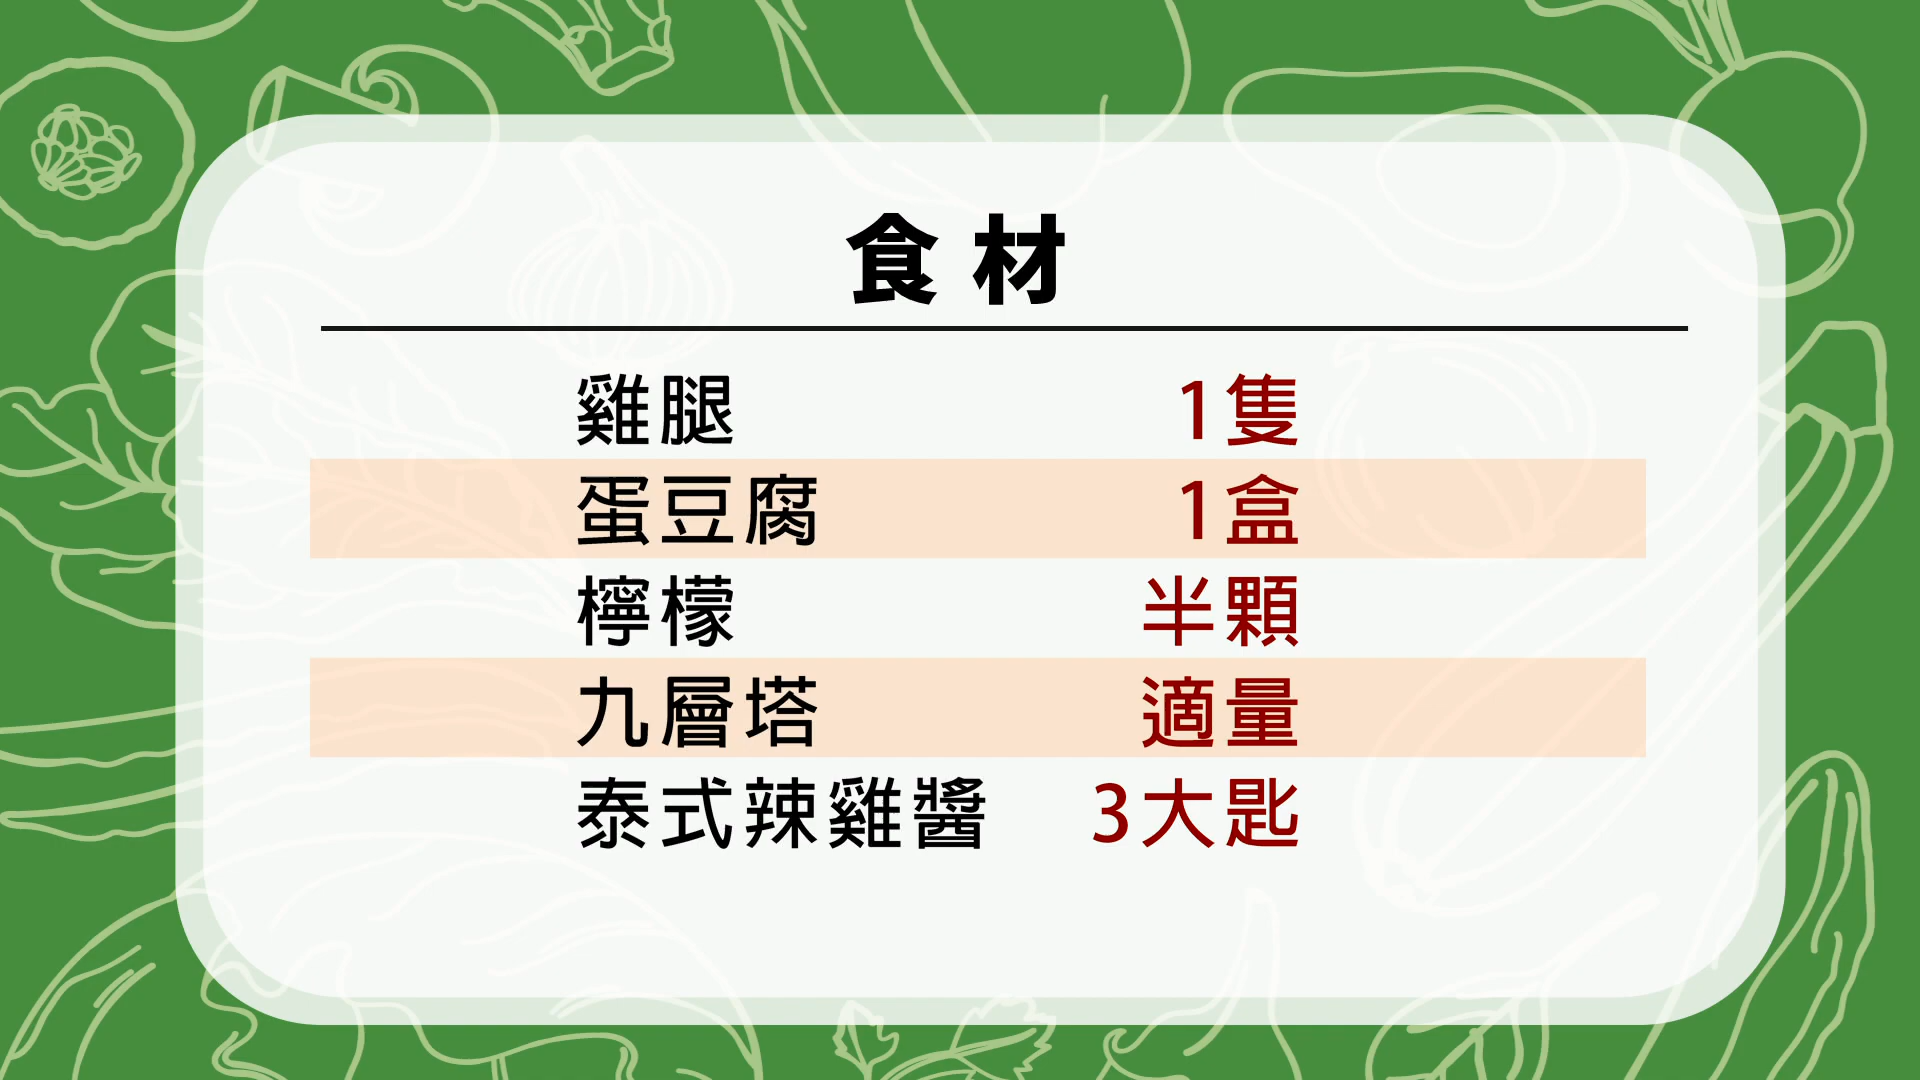 食材
雞腿 1隻
蛋豆腐 1盒
檸檬 半顆
九層塔 適量
泰式辣雞醬 3大匙